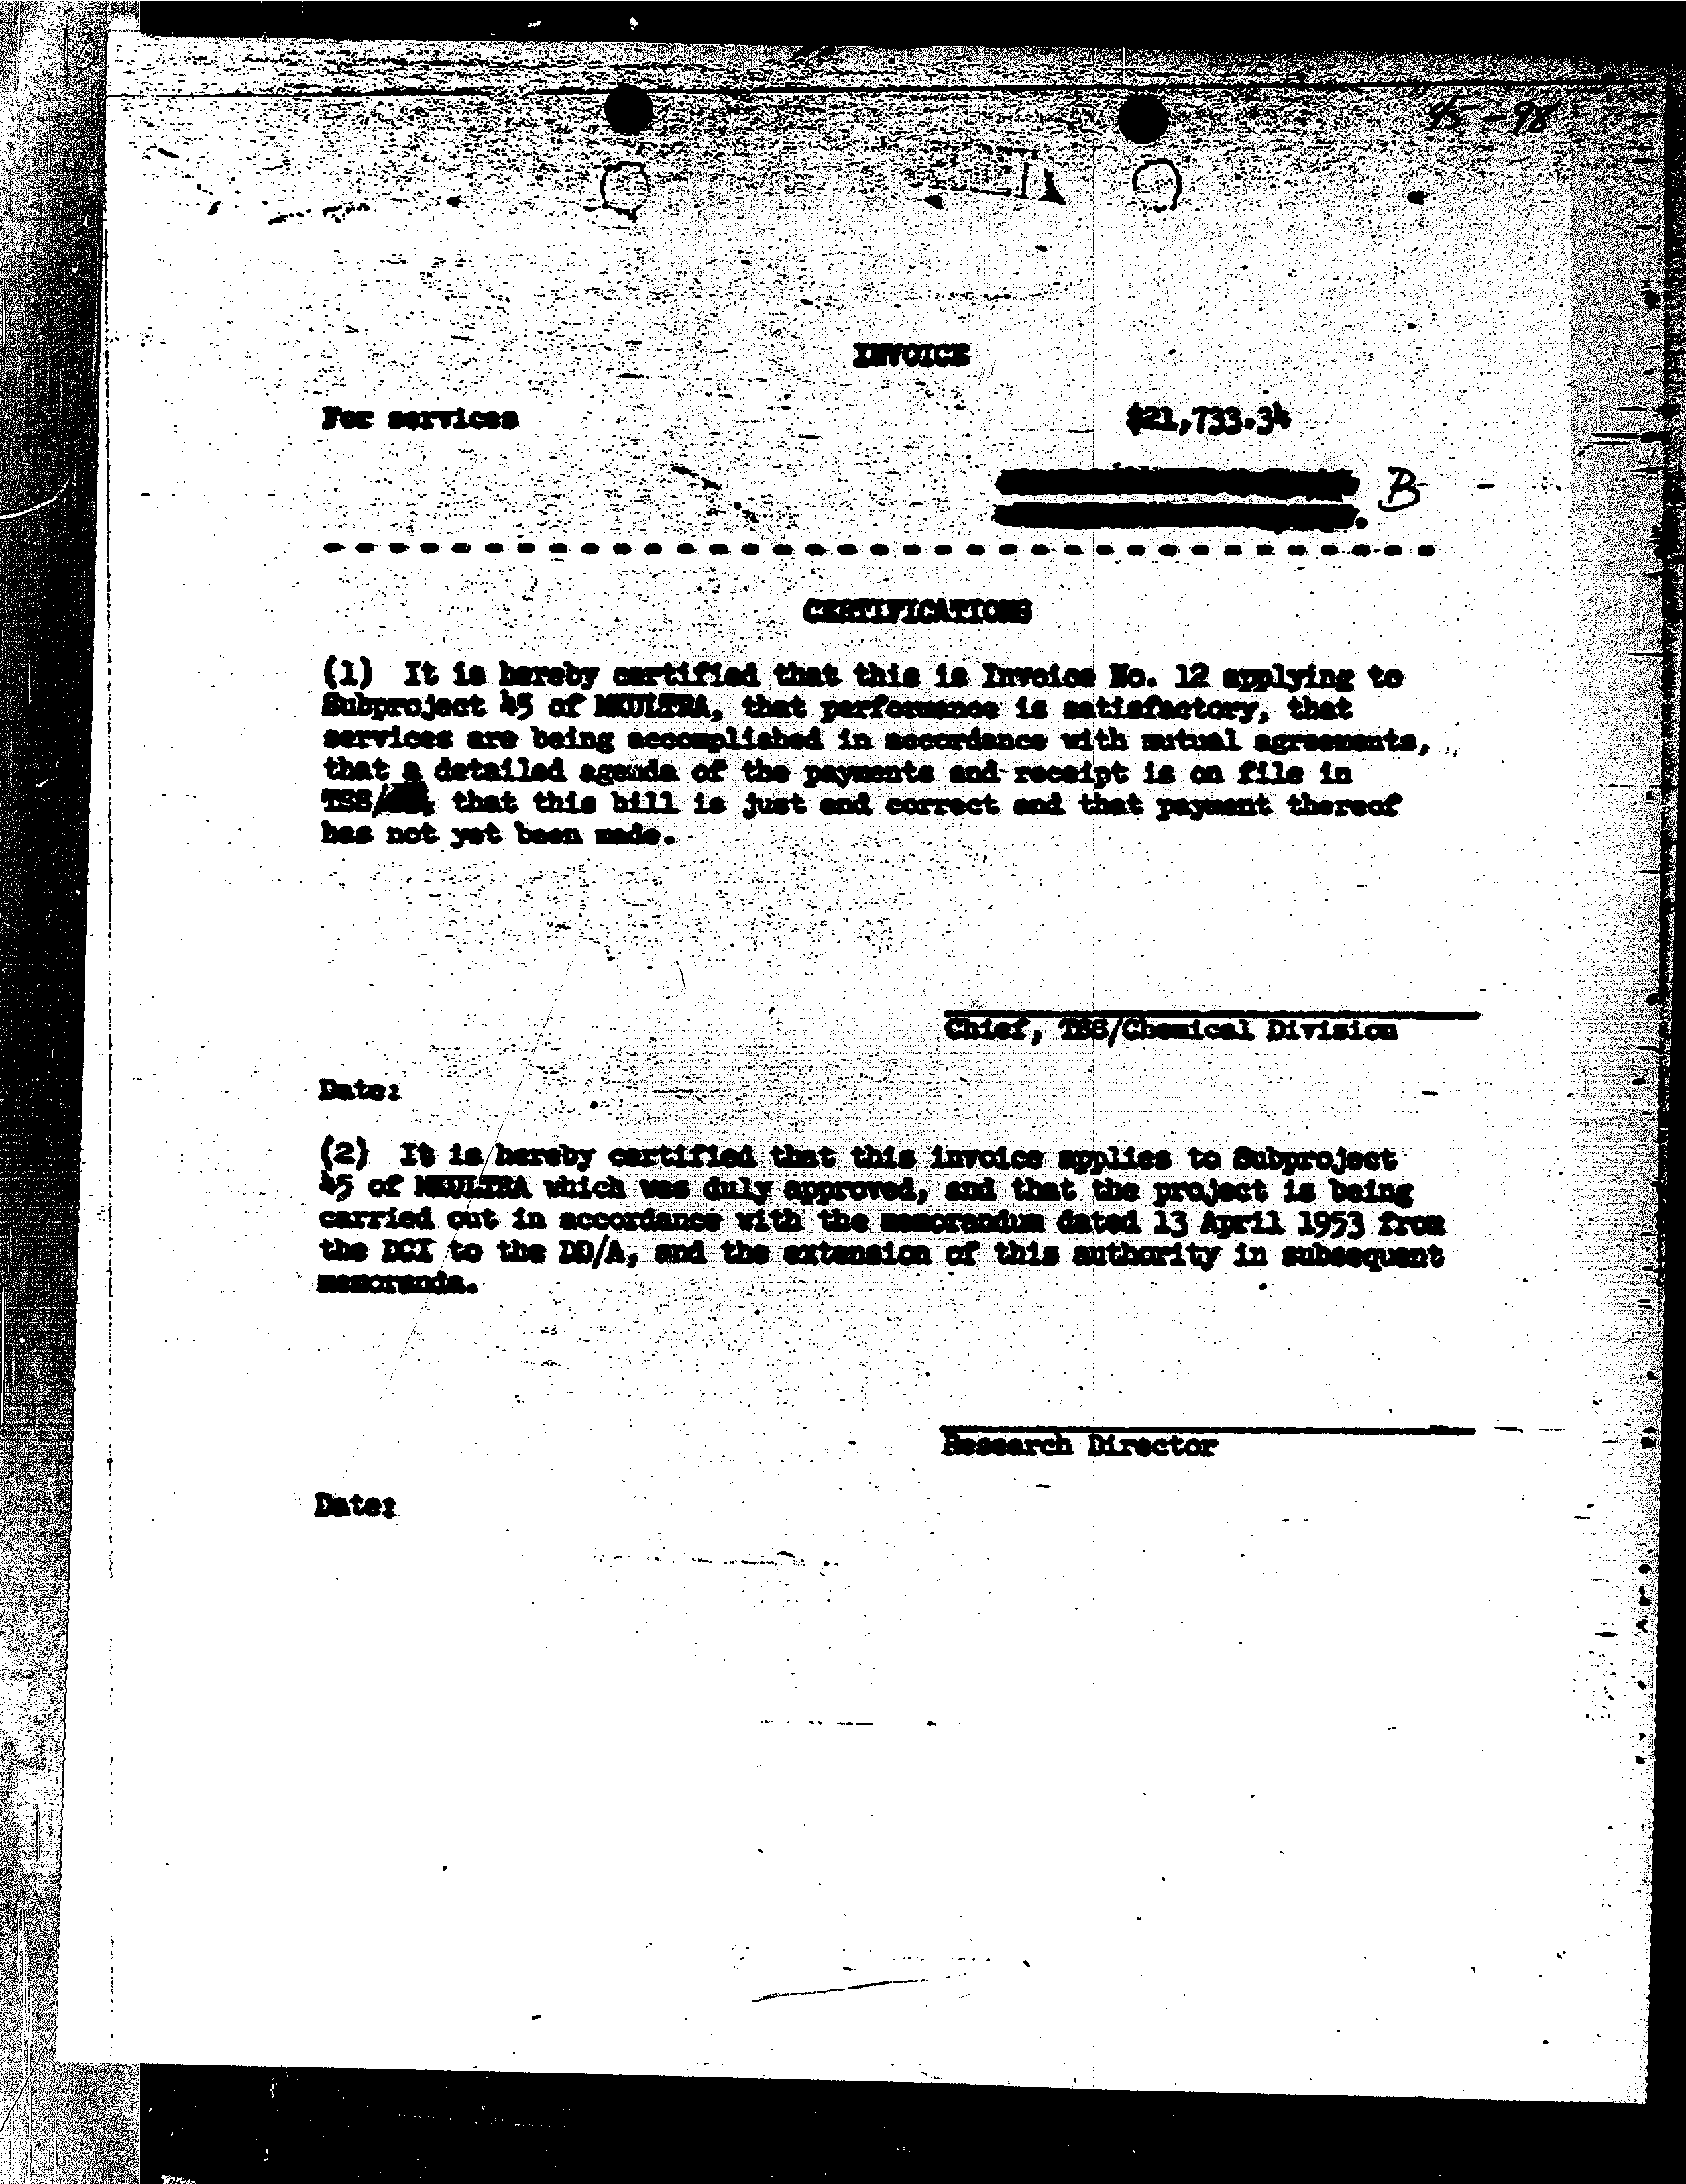 45-98
INVOICE
For services $21,733.34
B
CERTIFICATIONS
(1) It is hereby certified that this is Invoice No. 12 applying to
Subproject 45 of MKULTRA, that performance is satisfactory, that
services are being accomplished in accordance with mutual agreements,
that a detailed agenda of the payments and receipt is on file in
TSS/ that this bill is just and correct and that payment thereof
has not yet been made.
Chief, TSS/Chemical Division
Date:
(2) It is hereby certified that this invoice applies to Subproject
45 of MKULTRA which was duly approved, and that the project is being
carried out in accordance with the memorandum dated 13 April 1953 from
the DCI to the DD/A, and the extension of this authority in subsequent
memoranda.
Research Director
Date: